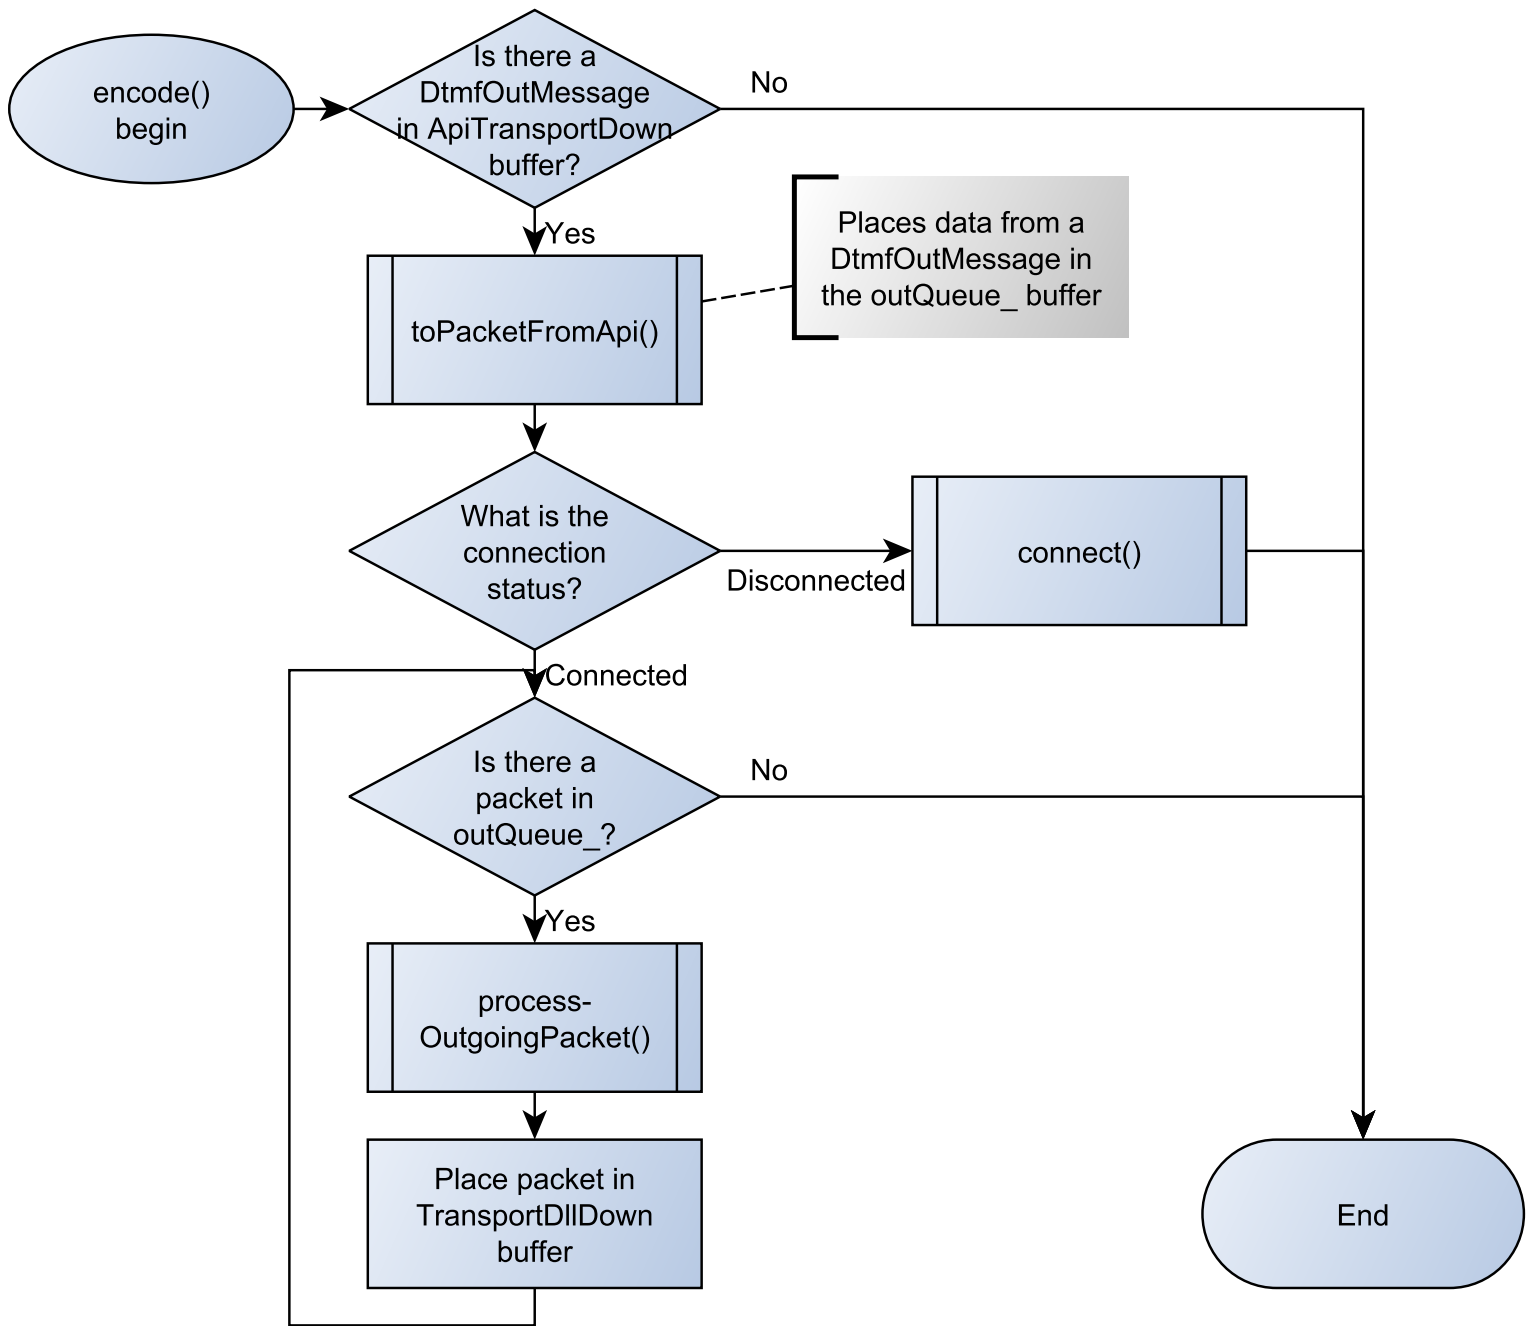 encode()
begin
Is there a
DtmfOutMessage
in ApiTransportDown
buffer?
No
Yes
Places data from a
DtmfOutMessage in
the outQueue_ buffer
toPacketFromApi()
What is the
connection
status?
Disconnected
connect()
Connected
Is there a
packet in
outQueue_?
No
Yes
process-
OutgoingPacket()
Place packet in
TransportDllDown
buffer
End